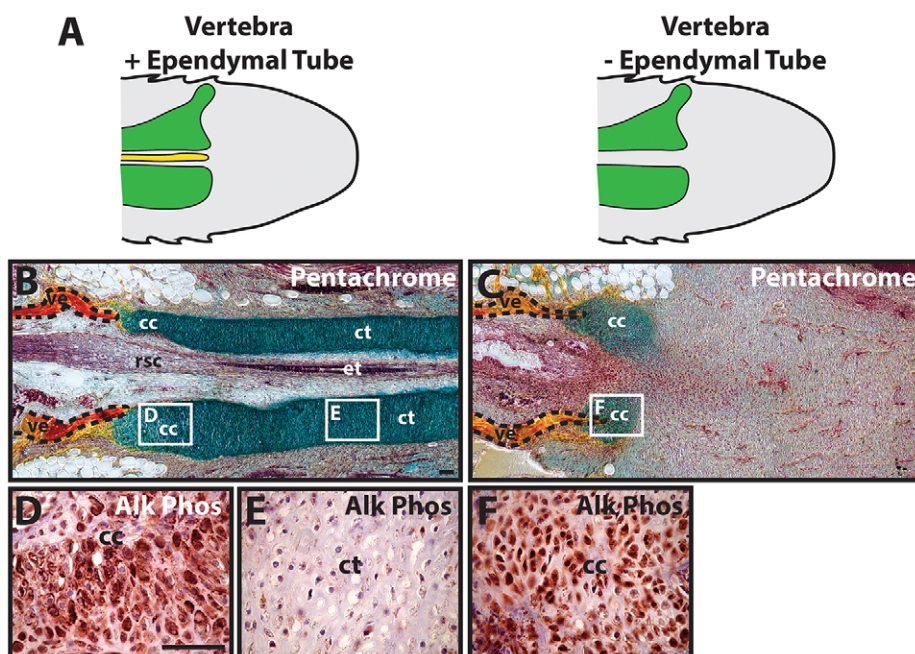 A
Vertebra
+ Ependymal Tube
Vertebra
- Ependymal Tube
B
Pentachrome
ve
cc
ct
rsc
et
D
cc
E
ct
ve
C
Pentachrome
ve
cc
F
cc
ve
D
Alk Phos
cc
E
Alk Phos
ct
F
Alk Phos
cc